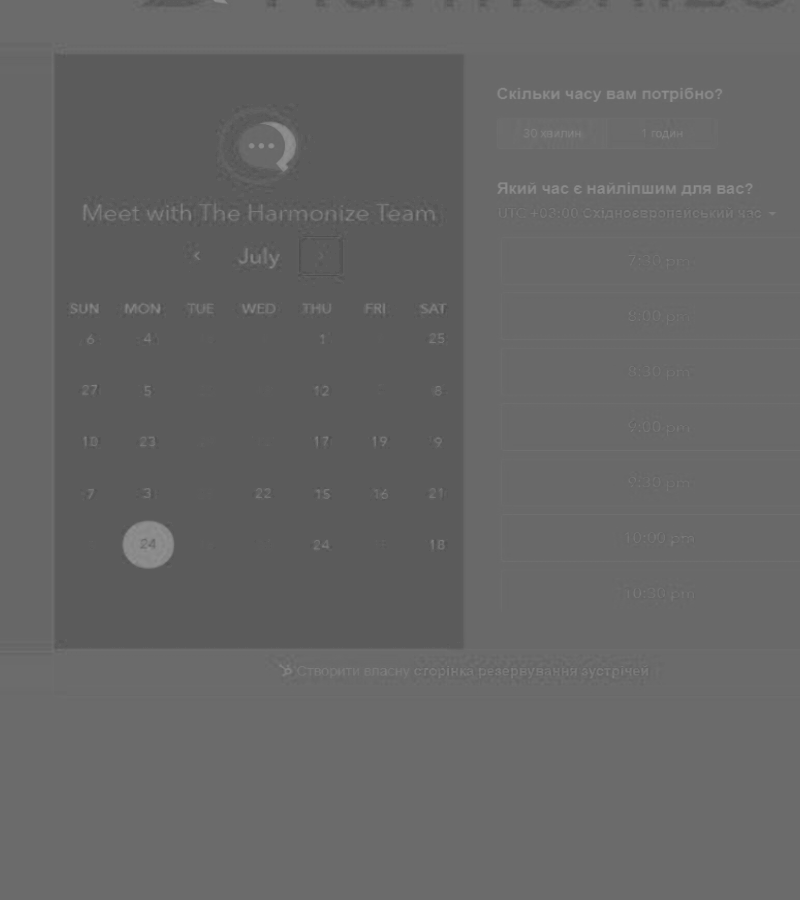 Meet with The Harmonize Team
July
SUN MON TUE WED THU FRI SAT
6 4 1 25
27 5 12 8
18 23 17 19 9
7 3 22 15 16 21
24 24 18
Скільки часу вам потрібно?
30 хвилин 1 годин
Який час є найліпшим для вас?
UTC +03:00 Східноєвропейський час
7:30 pm
8:00 pm
8:30 pm
9:00 pm
9:30 pm
10:00 pm
10:30 pm
Створити власну сторінка резервування зустрічей